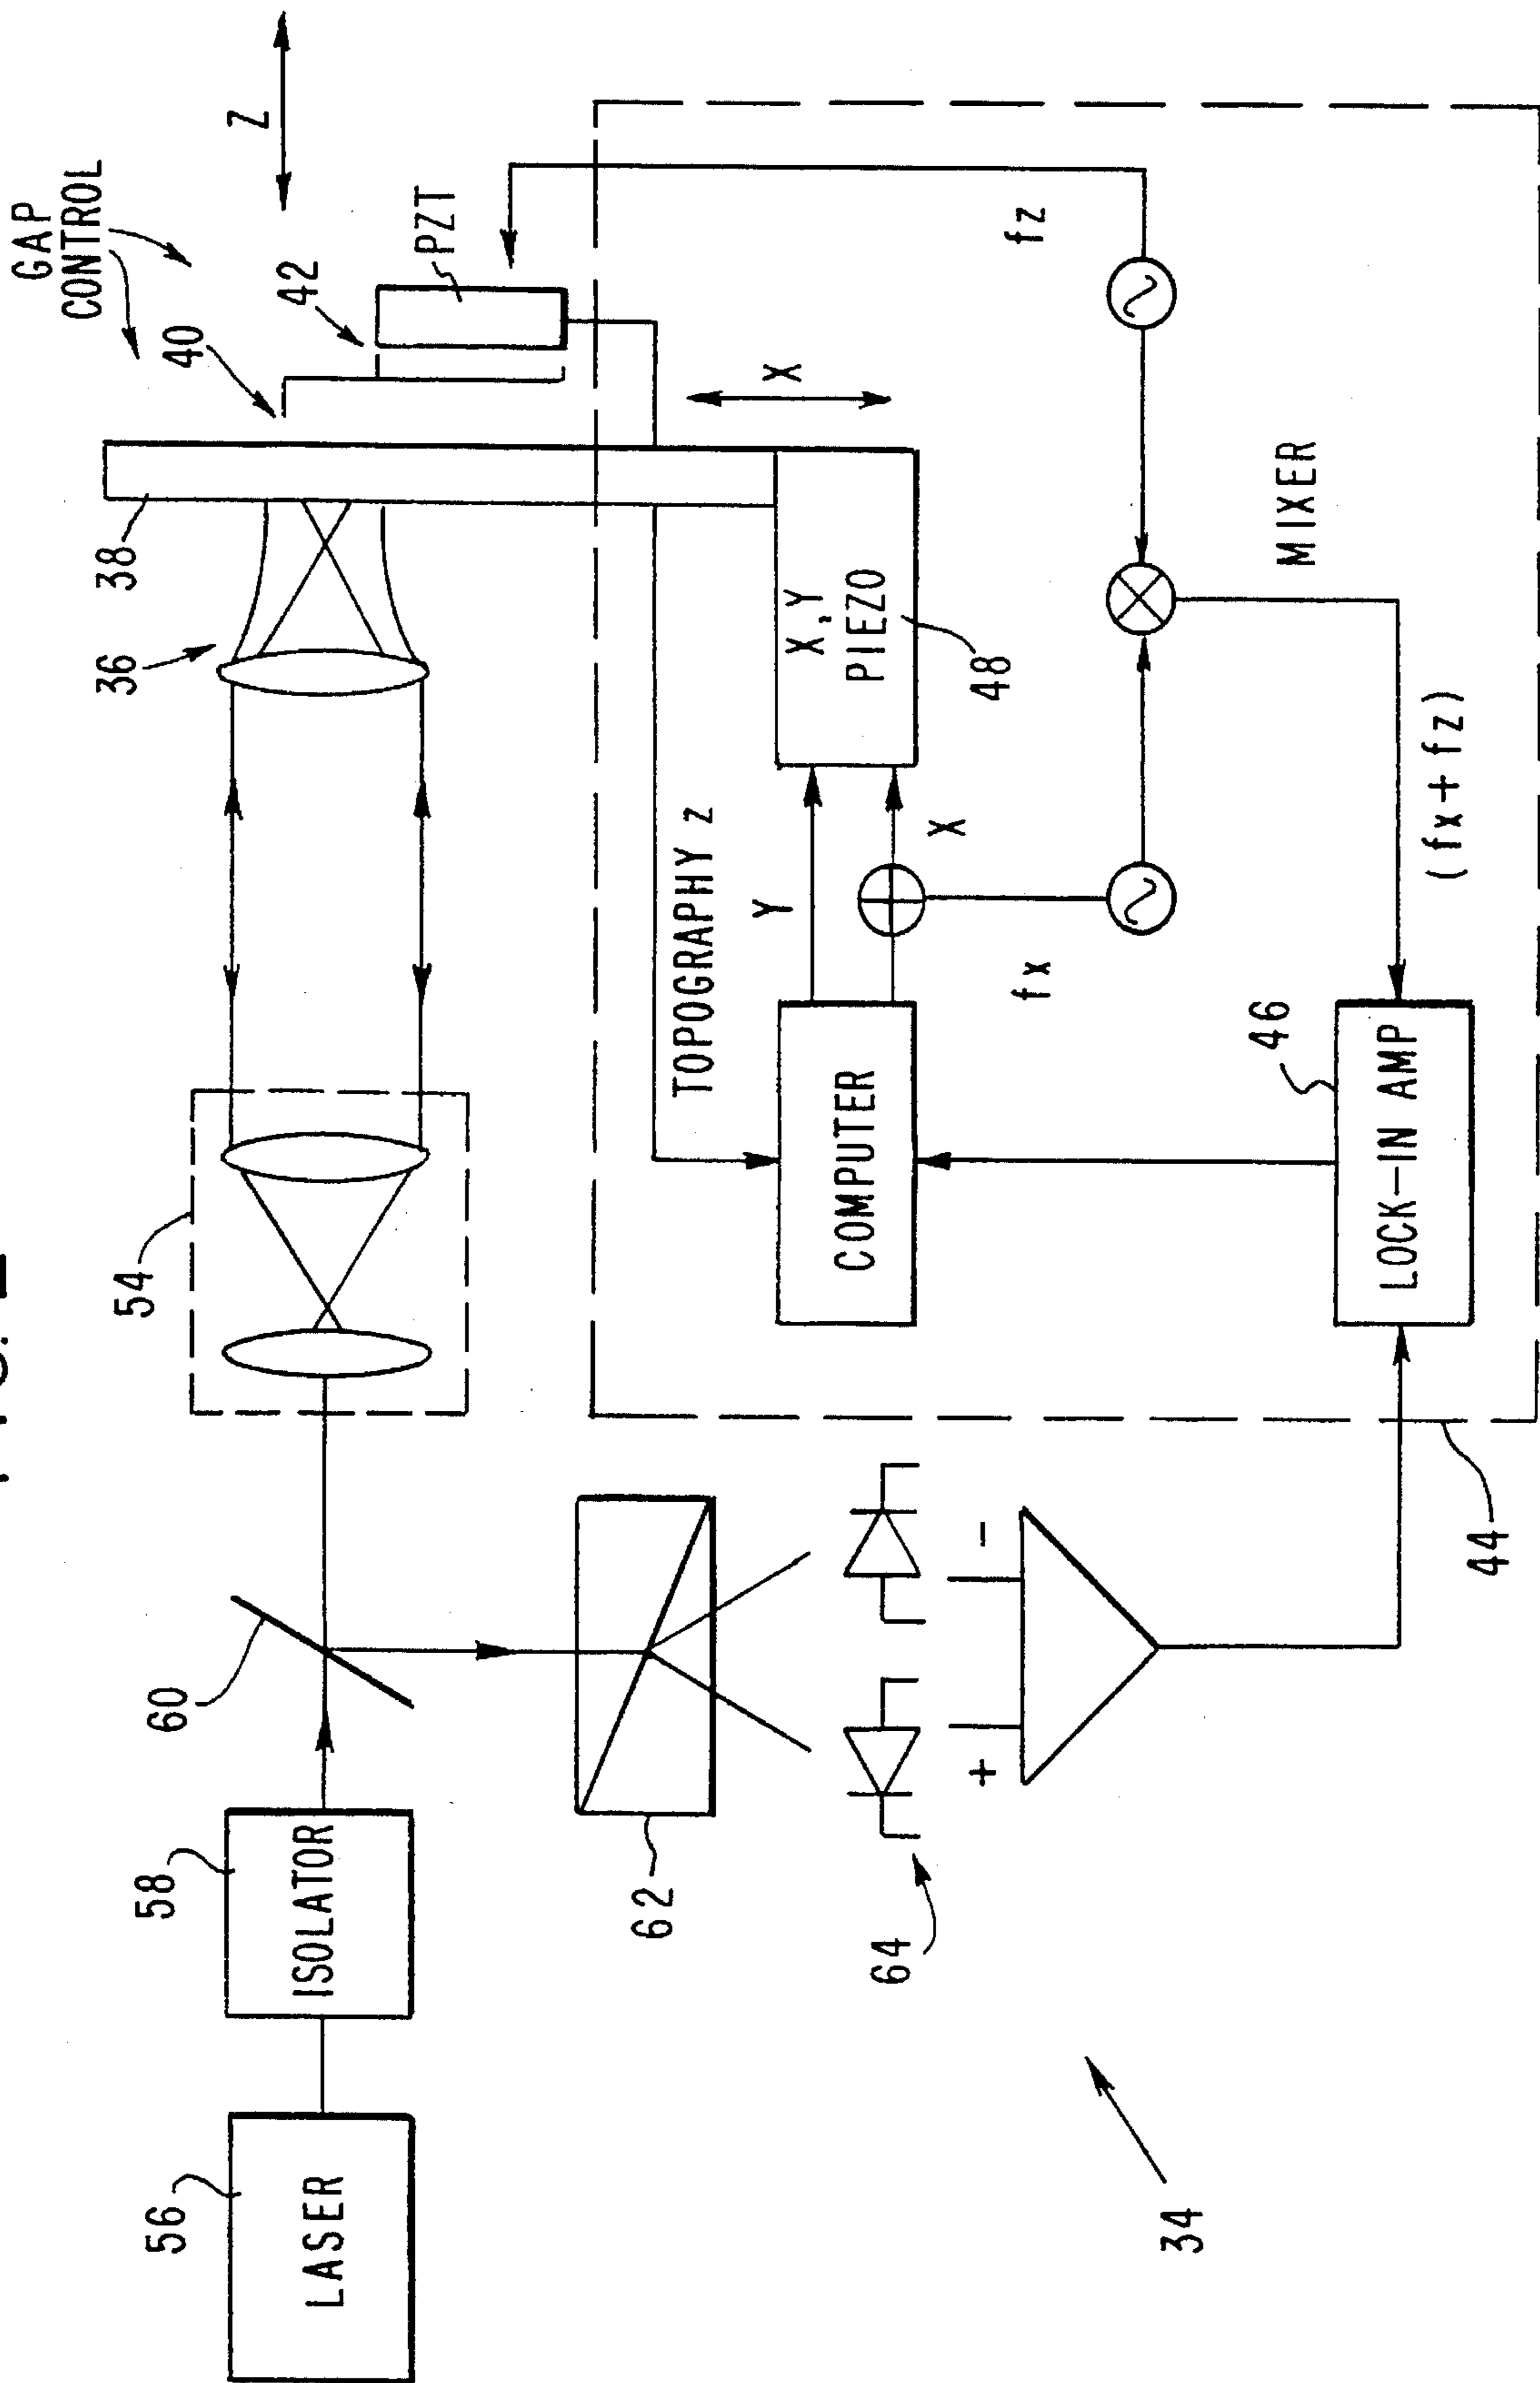 GAP
CONTROL
Z
40
42
PZT
38
36
54
60
58
ISOLATOR
56
LASER
X
TOPOGRAPHY z
X,Y
PIEZO
48
Y
X
COMPUTER
fx
fz
MIXER
(fx+fz)
46
LOCK-IN AMP
62
64
+
-
44
34